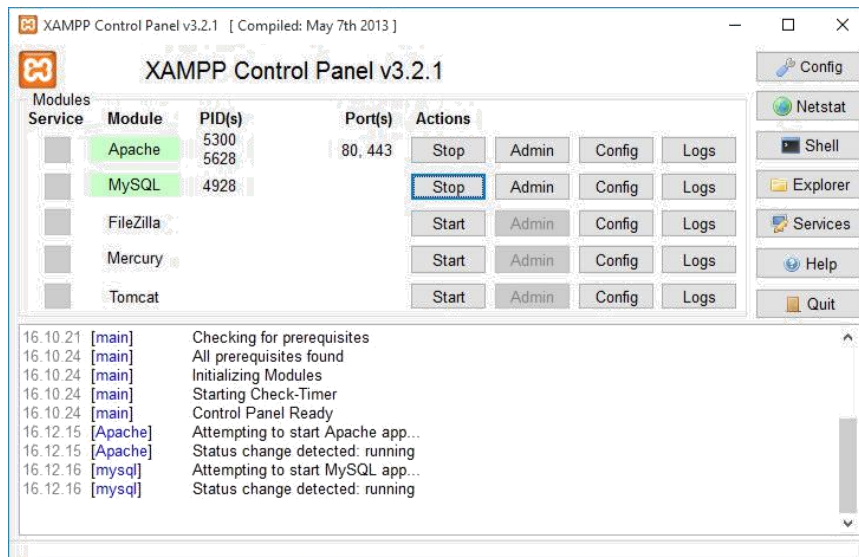 XAMPP Control Panel v3.2.1 [ Compiled: May 7th 2013 ]
XAMPP Control Panel v3.2.1
Config
Modules
Service Module PID(s) Port(s) Actions
Netstat
Apache 5300 5628 80, 443 Stop Admin Config Logs
Shell
MySQL 4928 Stop Admin Config Logs
Explorer
FileZilla Start Admin Config Logs
Services
Mercury Start Admin Config Logs
Help
Tomcat Start Admin Config Logs
Quit
16.10.21 [main] Checking for prerequisites
16.10.24 [main] All prerequisites found
16.10.24 [main] Initializing Modules
16.10.24 [main] Starting Check-Timer
16.10.24 [main] Control Panel Ready
16.12.15 [Apache] Attempting to start Apache app...
16.12.15 [Apache] Status change detected: running
16.12.16 [mysql] Attempting to start MySQL app...
16.12.16 [mysql] Status change detected: running